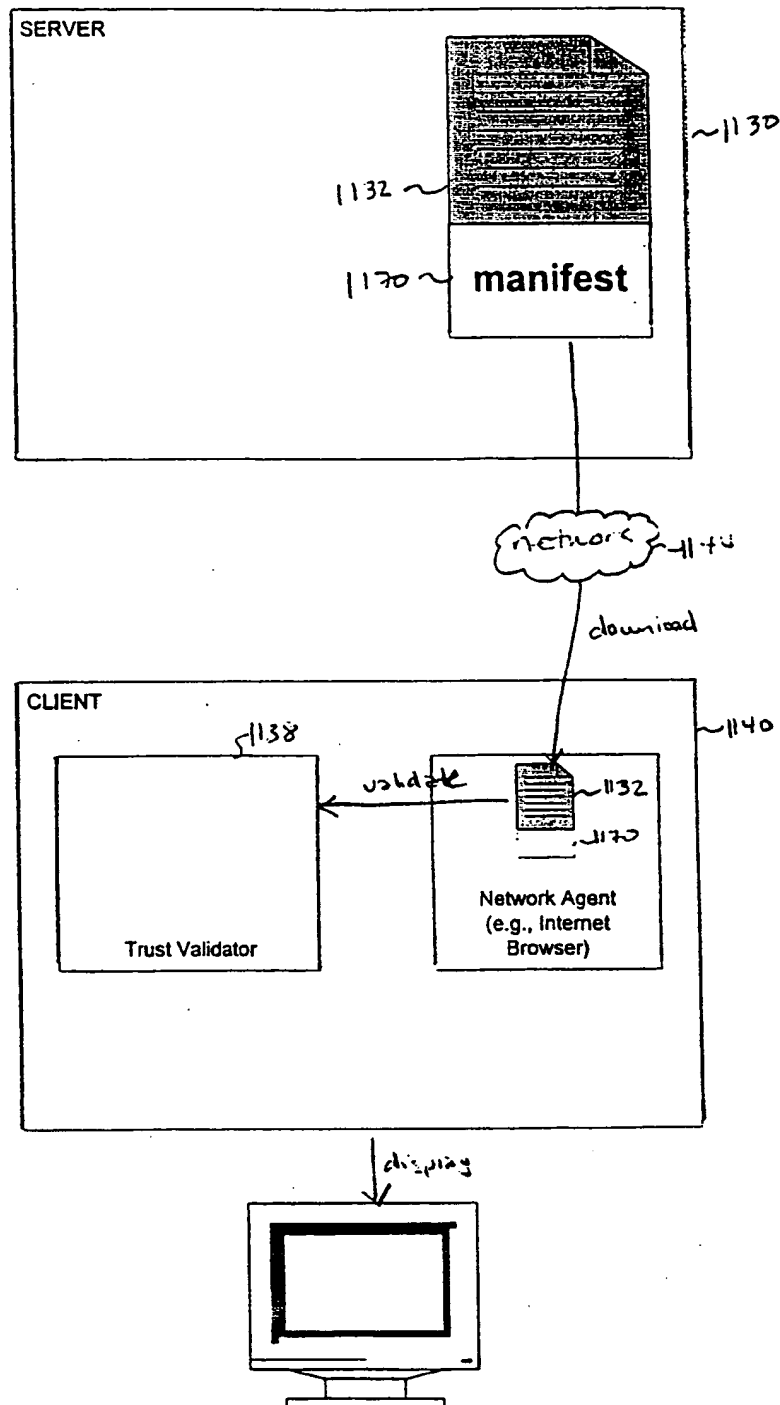 SERVER
1130
1132
1170
manifest
network
download
CLIENT
1138
1140
validate
1132
1170
Network Agent
(e.g., Internet
Browser)
Trust Validator
display